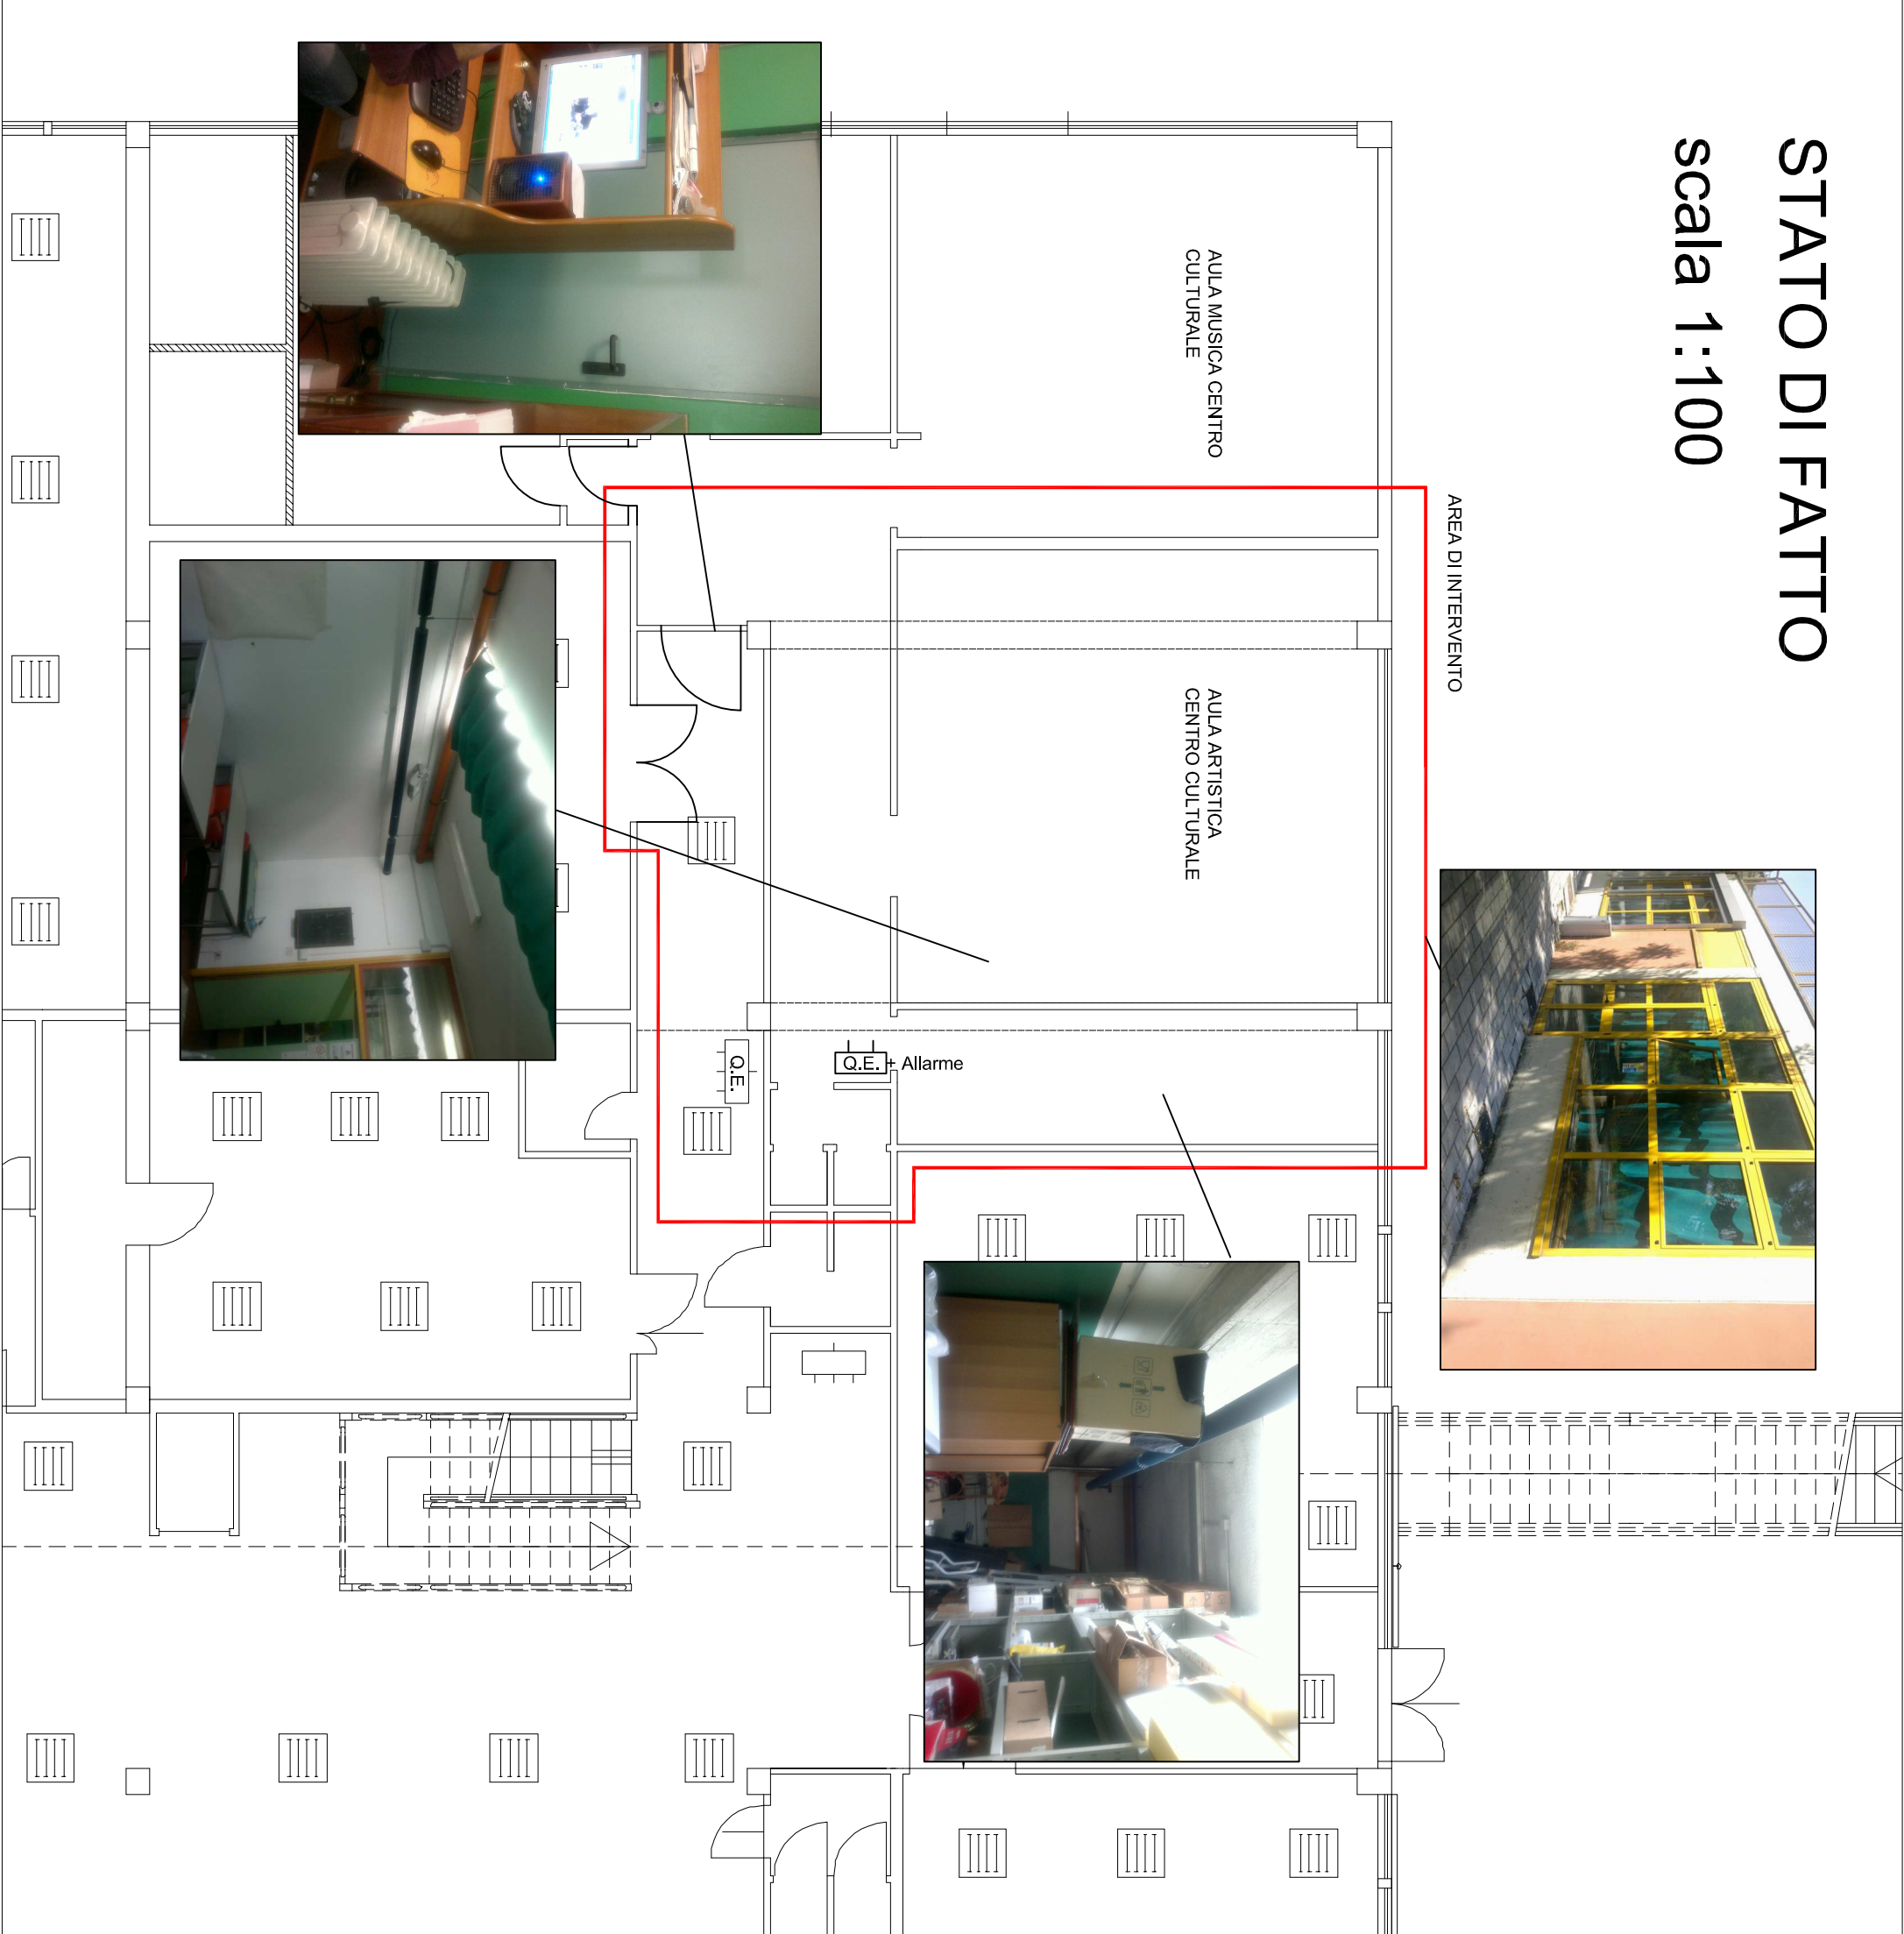 STATO DI FATTO
scala 1:100
AREA DI INTERVENTO
AULA MUSICA CENTRO
CULTURALE
AULA ARTISTICA
CENTRO CULTURALE
Q.E.
Q.E. + Allarme